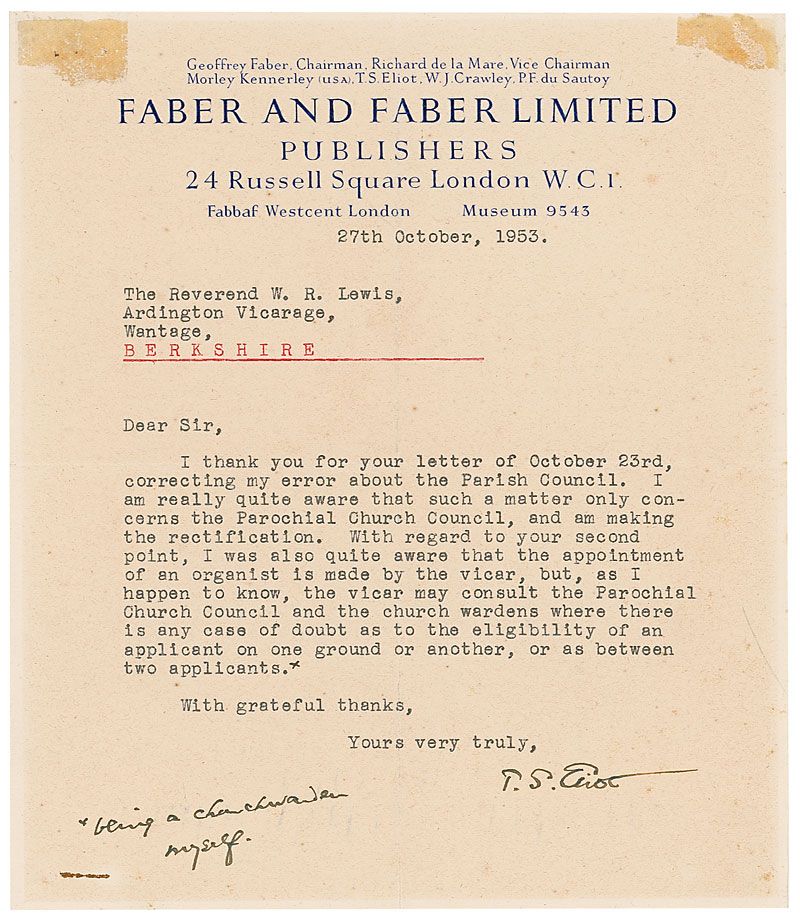 Geoffrey Faber, Chairman, Richard de la Mare, Vice Chairman
Morley Kennerley (USA), T.S. Eliot, W.J. Crawley, P.F. du Sautoy
FABER AND FABER LIMITED
PUBLISHERS
24 Russell Square London W.C.1.
Fabbaf Westcent London Museum 9543
27th October, 1953.
The Reverend W. R. Lewis,
Ardington Vicarage,
Wantage,
BERKSHIRE
Dear Sir,
I thank you for your letter of October 23rd,
correcting my error about the Parish Council. I
am really quite aware that such a matter only con-
cerns the Parochial Church Council, and am making
the rectification. With regard to your second
point, I was also quite aware that the appointment
of an organist is made by the vicar, but, as I
happen to know, the vicar may consult the Parochial
Church Council and the church wardens where there
is any case of doubt as to the eligibility of an
applicant on one ground or another, or as between
two applicants.*
With grateful thanks,
Yours very truly,
T. S. Eliot
* being a churchwarden
myself.